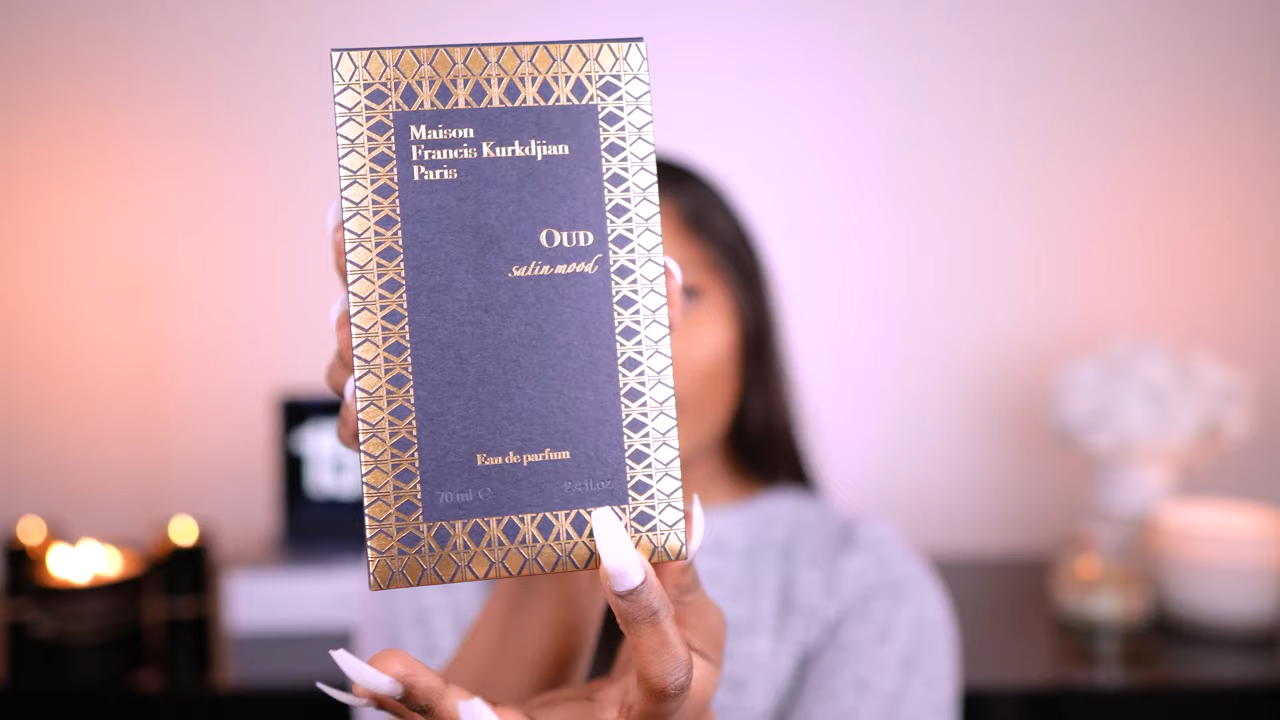 Maison
Francis Kurkdjian
Paris
OUD
satin mood
Eau de parfum
70 ml ℮ 2.4 fl.oz.